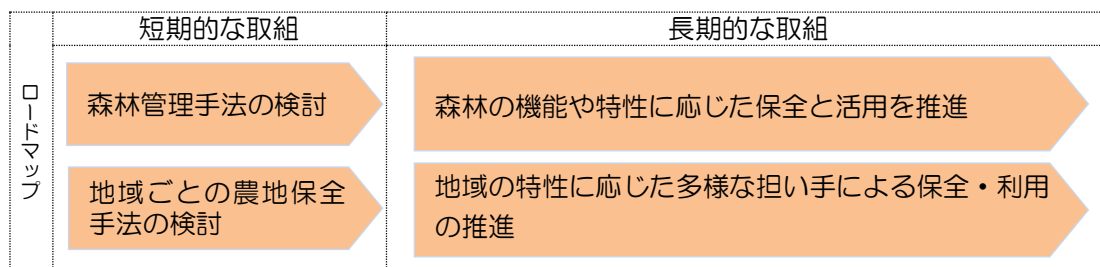 短期的な取組
長期的な取組
ロードマップ
森林管理手法の検討
森林の機能や特性に応じた保全と活用を推進
地域ごとの農地保全
手法の検討
地域の特性に応じた多様な担い手による保全・利用
の推進